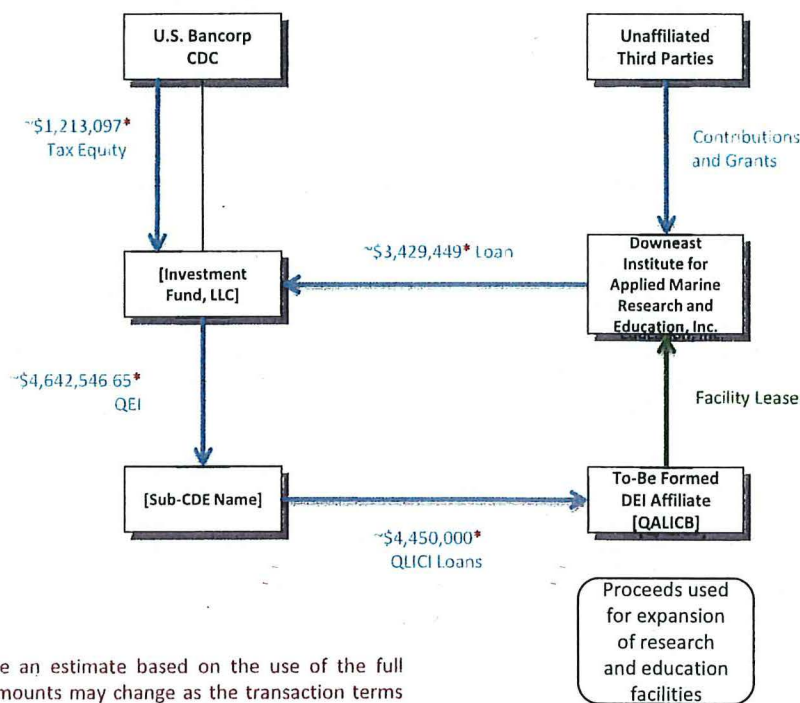 U.S. Bancorp
CDC
Unaffiliated
Third Parties
~$1,213,097*
Tax Equity
Contributions
and Grants
[Investment
Fund, LLC]
~$3,429,449* Loan
Downeast
Institute for
Applied Marine
Research and
Education, Inc.
~$4,642,546 65*
QEI
Facility Lease
[Sub-CDE Name]
~$4,450,000*
QLICI Loans
To-Be Formed
DEI Affiliate
[QALICB]
Proceeds used
for expansion
of research
and education
facilities
e an estimate based on the use of the full
mounts may change as the transaction terms